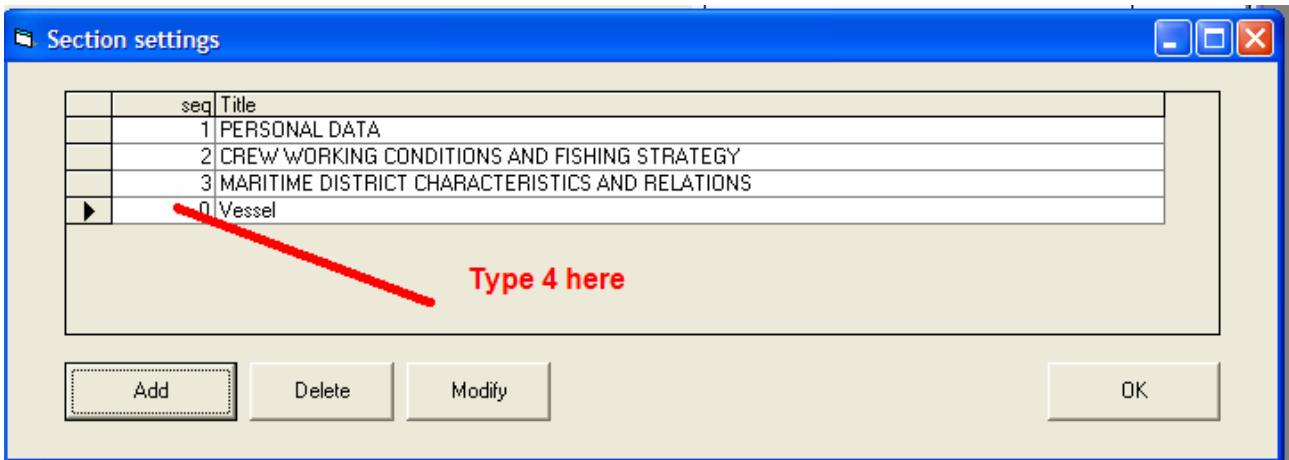 Section settings
seq Title
1 PERSONAL DATA
2 CREW WORKING CONDITIONS AND FISHING STRATEGY
3 MARITIME DISTRICT CHARACTERISTICS AND RELATIONS
0 Vessel
Type 4 here
Add Delete Modify OK